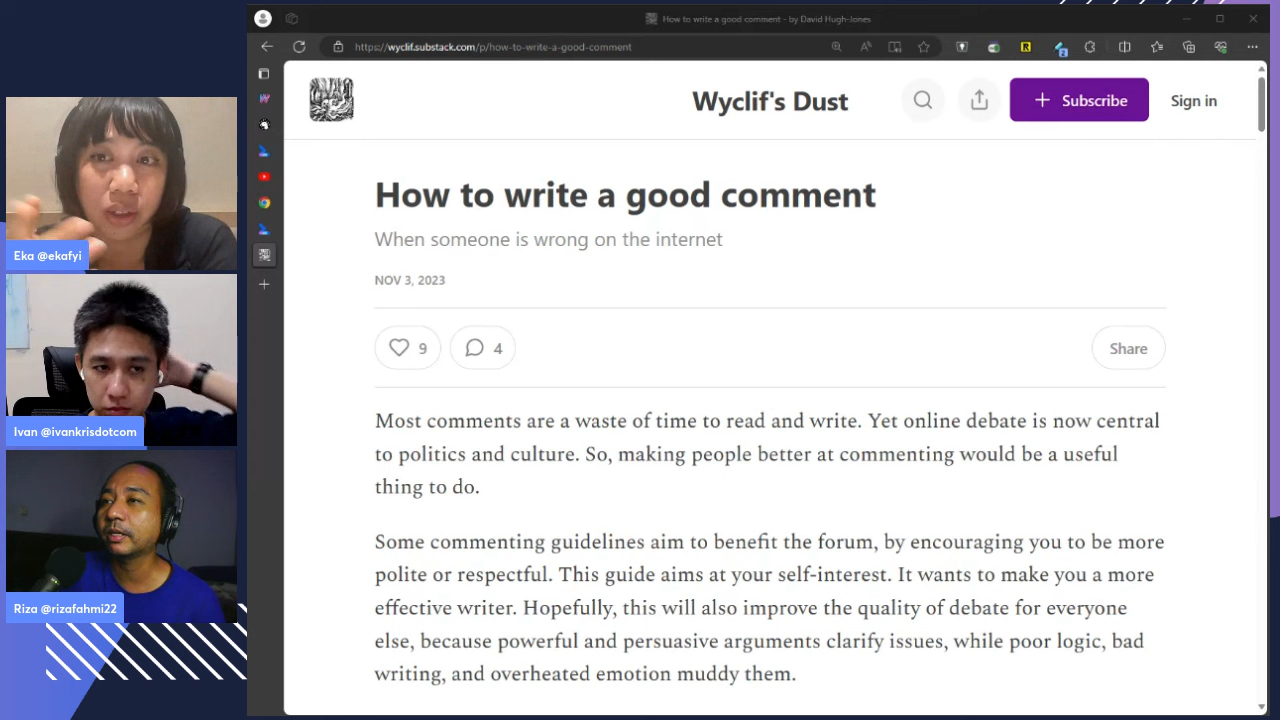 How to write a good comment - by David Hugh-Jones
https://wyclif.substack.com/p/how-to-write-a-good-comment
Wyclif's Dust
Subscribe
Sign in
How to write a good comment
When someone is wrong on the internet
NOV 3, 2023
9
4
Share
Most comments are a waste of time to read and write. Yet online debate is now central
to politics and culture. So, making people better at commenting would be a useful
thing to do.
Some commenting guidelines aim to benefit the forum, by encouraging you to be more
polite or respectful. This guide aims at your self-interest. It wants to make you a more
effective writer. Hopefully, this will also improve the quality of debate for everyone
else, because powerful and persuasive arguments clarify issues, while poor logic, bad
writing, and overheated emotion muddy them.
Eka @ekafyi
Ivan @ivankrisdotcom
Riza @rizafahmi22